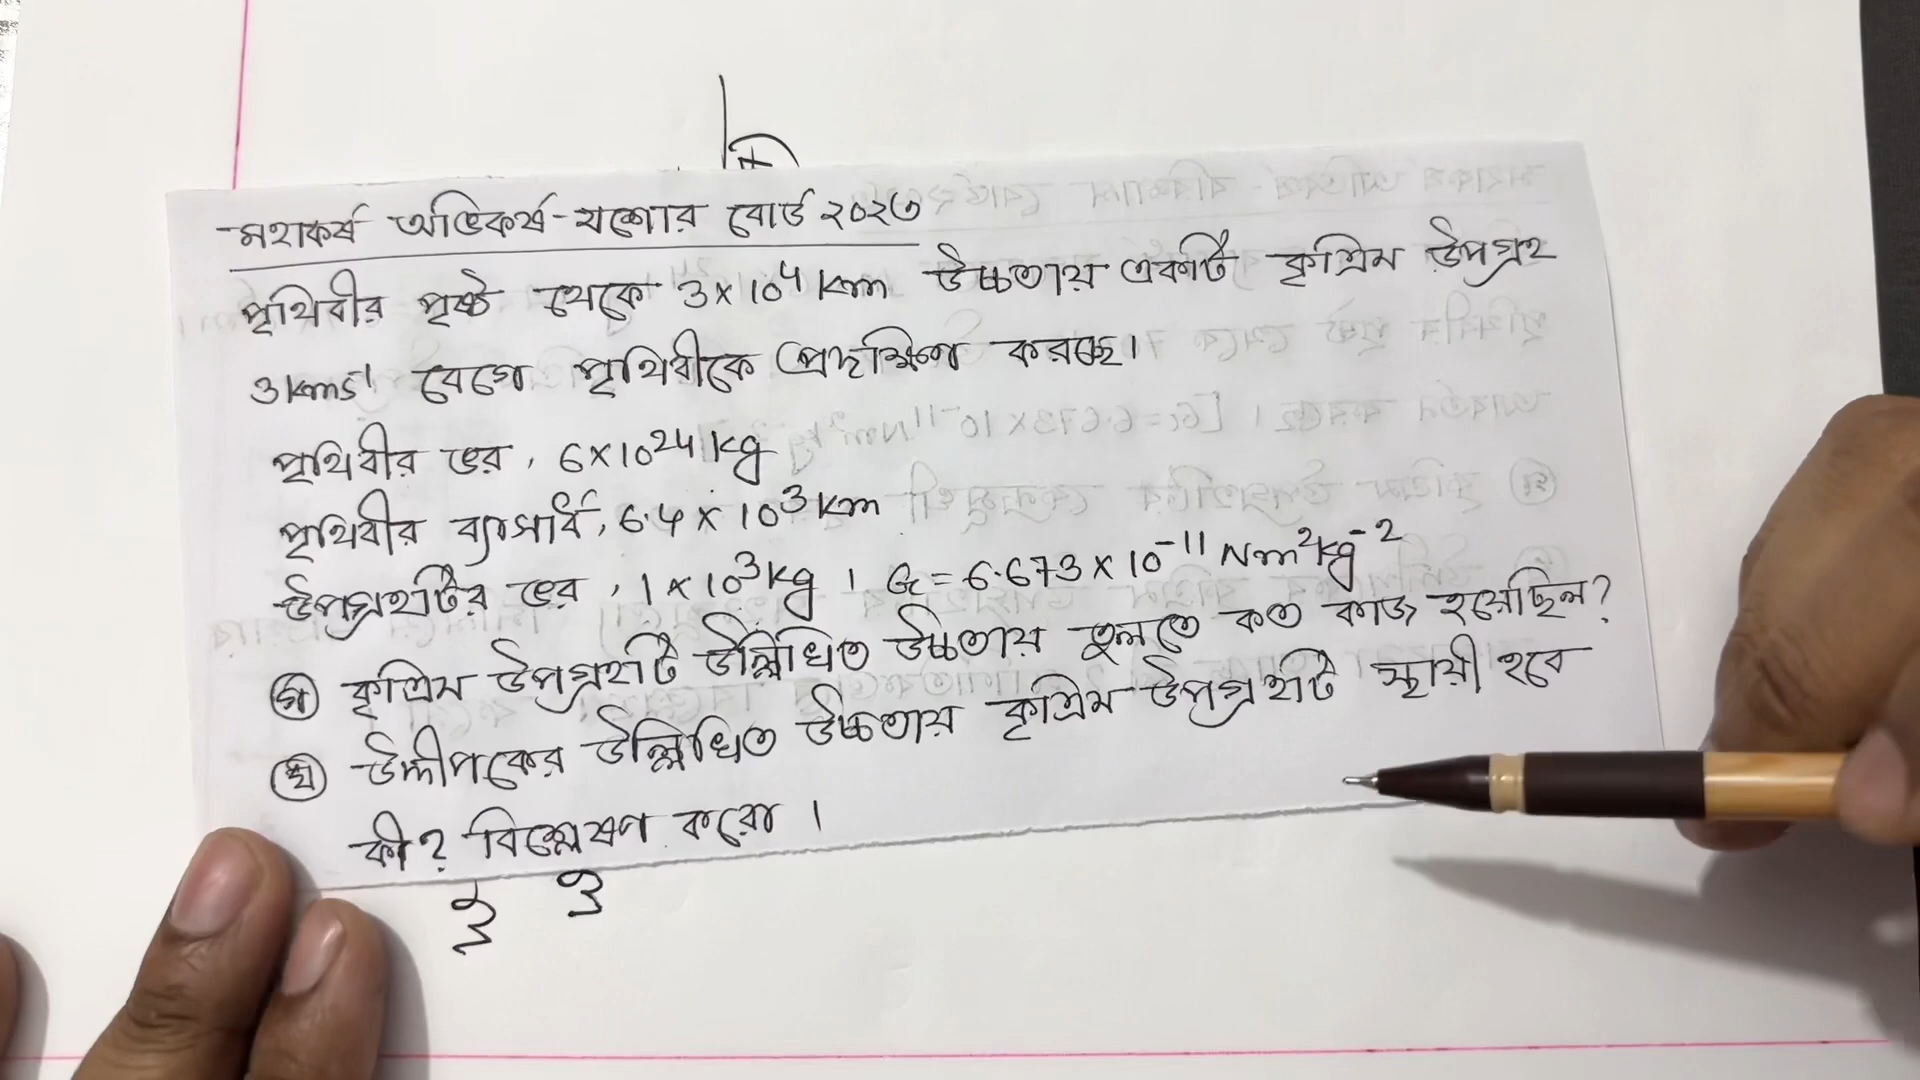 মহাকর্ষ অভিকর্ষ-যশোর বোর্ড ২০২৩
পৃথিবীর পৃষ্ঠ থেকে 3×10⁴ km উচ্চতায় একটি কৃত্রিম উপগ্রহ
3 kms⁻¹ বেগে পৃথিবীকে প্রদক্ষিণ করছে।
পৃথিবীর ভর, 6×10²⁴ kg
পৃথিবীর ব্যাসার্ধ, 6.4 × 10³ km
উপগ্রহটির ভর, 1×10³ kg, G = 6.673×10⁻¹¹ Nm²kg⁻²
গ কৃত্রিম উপগ্রহটি উল্লিখিত উচ্চতায় তুলতে কত কাজ হয়েছিল?
ঘ উদ্দীপকের উল্লিখিত উচ্চতায় কৃত্রিম উপগ্রহটি স্থায়ী হবে
কী? বিশ্লেষণ করো।